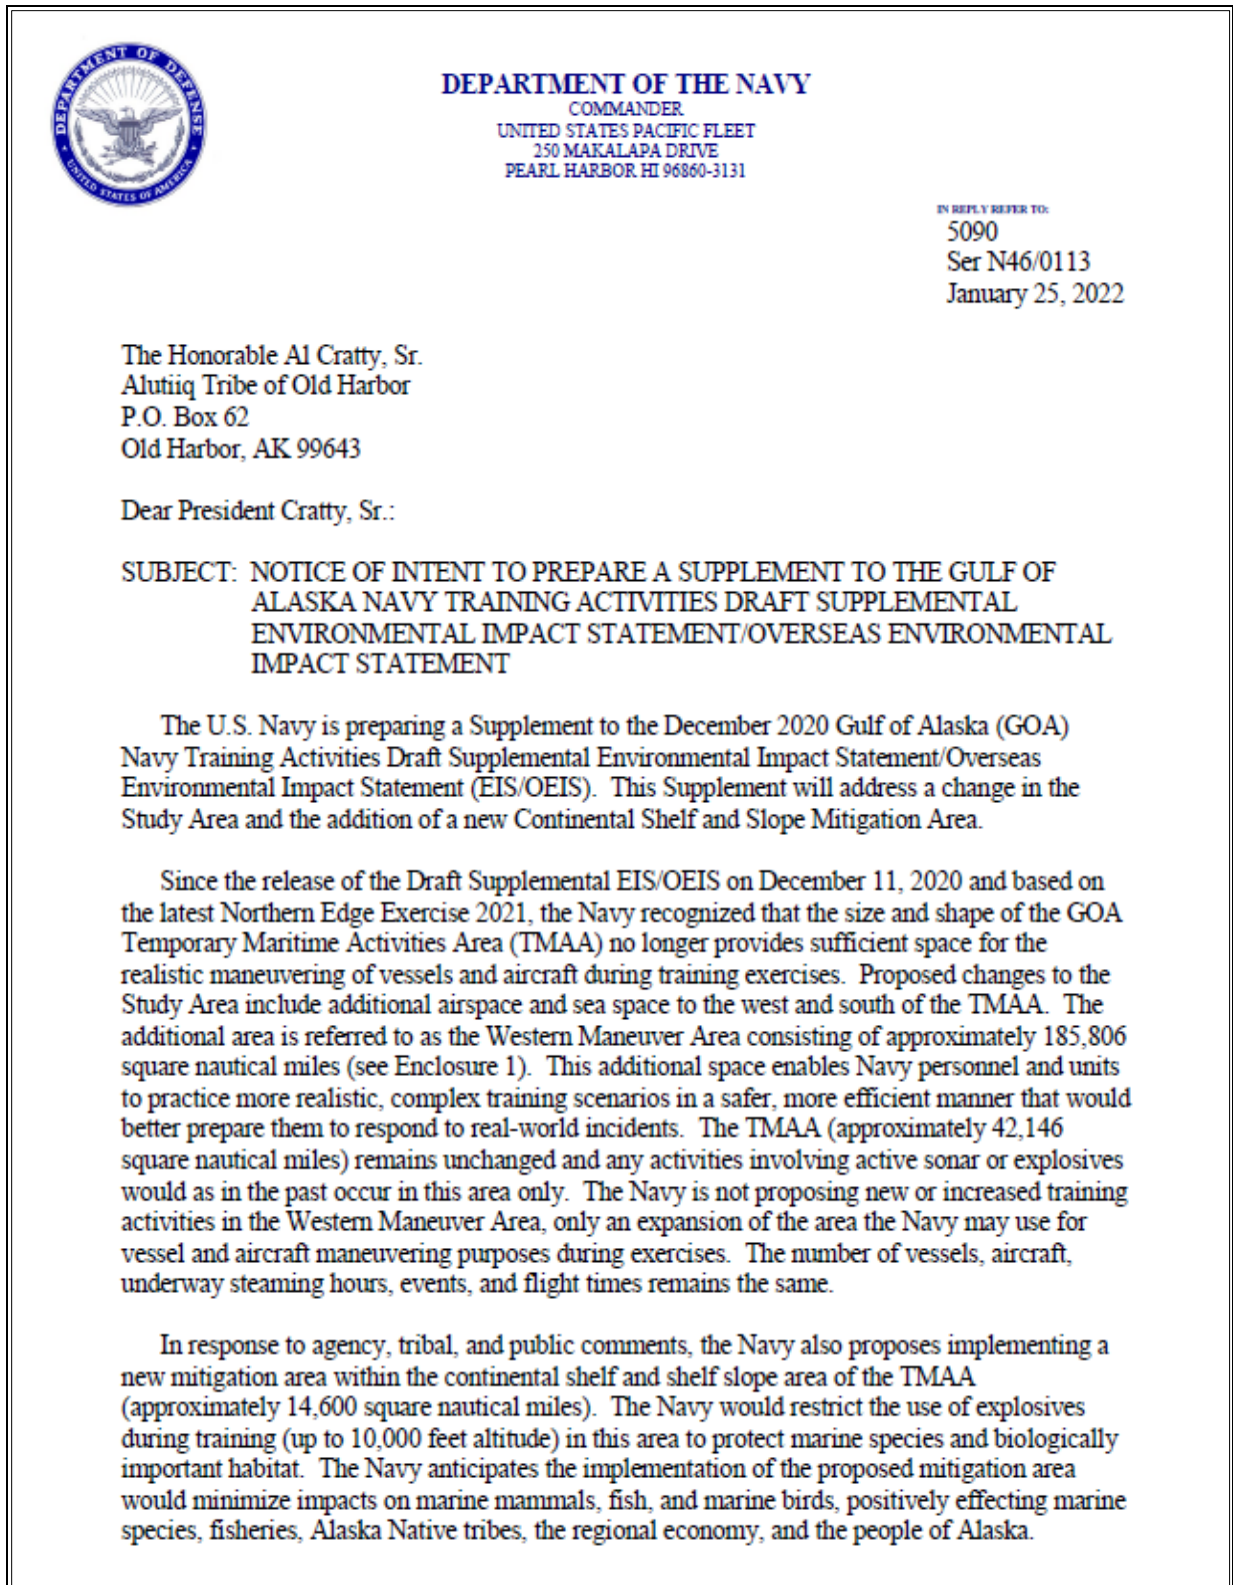 DEPARTMENT OF DEFENSE
UNITED STATES OF AMERICA
DEPARTMENT OF THE NAVY
COMMANDER
UNITED STATES PACIFIC FLEET
250 MAKALAPA DRIVE
PEARL HARBOR HI 96860-3131
IN REPLY REFER TO:
5090
Ser N46/0113
January 25, 2022
The Honorable Al Cratty, Sr.
Alutiiq Tribe of Old Harbor
P.O. Box 62
Old Harbor, AK 99643
Dear President Cratty, Sr.:
SUBJECT: NOTICE OF INTENT TO PREPARE A SUPPLEMENT TO THE GULF OF
ALASKA NAVY TRAINING ACTIVITIES DRAFT SUPPLEMENTAL
ENVIRONMENTAL IMPACT STATEMENT/OVERSEAS ENVIRONMENTAL
IMPACT STATEMENT
The U.S. Navy is preparing a Supplement to the December 2020 Gulf of Alaska (GOA)
Navy Training Activities Draft Supplemental Environmental Impact Statement/Overseas
Environmental Impact Statement (EIS/OEIS). This Supplement will address a change in the
Study Area and the addition of a new Continental Shelf and Slope Mitigation Area.
Since the release of the Draft Supplemental EIS/OEIS on December 11, 2020 and based on
the latest Northern Edge Exercise 2021, the Navy recognized that the size and shape of the GOA
Temporary Maritime Activities Area (TMAA) no longer provides sufficient space for the
realistic maneuvering of vessels and aircraft during training exercises. Proposed changes to the
Study Area include additional airspace and sea space to the west and south of the TMAA. The
additional area is referred to as the Western Maneuver Area consisting of approximately 185,806
square nautical miles (see Enclosure 1). This additional space enables Navy personnel and units
to practice more realistic, complex training scenarios in a safer, more efficient manner that would
better prepare them to respond to real-world incidents. The TMAA (approximately 42,146
square nautical miles) remains unchanged and any activities involving active sonar or explosives
would as in the past occur in this area only. The Navy is not proposing new or increased training
activities in the Western Maneuver Area, only an expansion of the area the Navy may use for
vessel and aircraft maneuvering purposes during exercises. The number of vessels, aircraft,
underway steaming hours, events, and flight times remains the same.
In response to agency, tribal, and public comments, the Navy also proposes implementing a
new mitigation area within the continental shelf and shelf slope area of the TMAA
(approximately 14,600 square nautical miles). The Navy would restrict the use of explosives
during training (up to 10,000 feet altitude) in this area to protect marine species and biologically
important habitat. The Navy anticipates the implementation of the proposed mitigation area
would minimize impacts on marine mammals, fish, and marine birds, positively effecting marine
species, fisheries, Alaska Native tribes, the regional economy, and the people of Alaska.